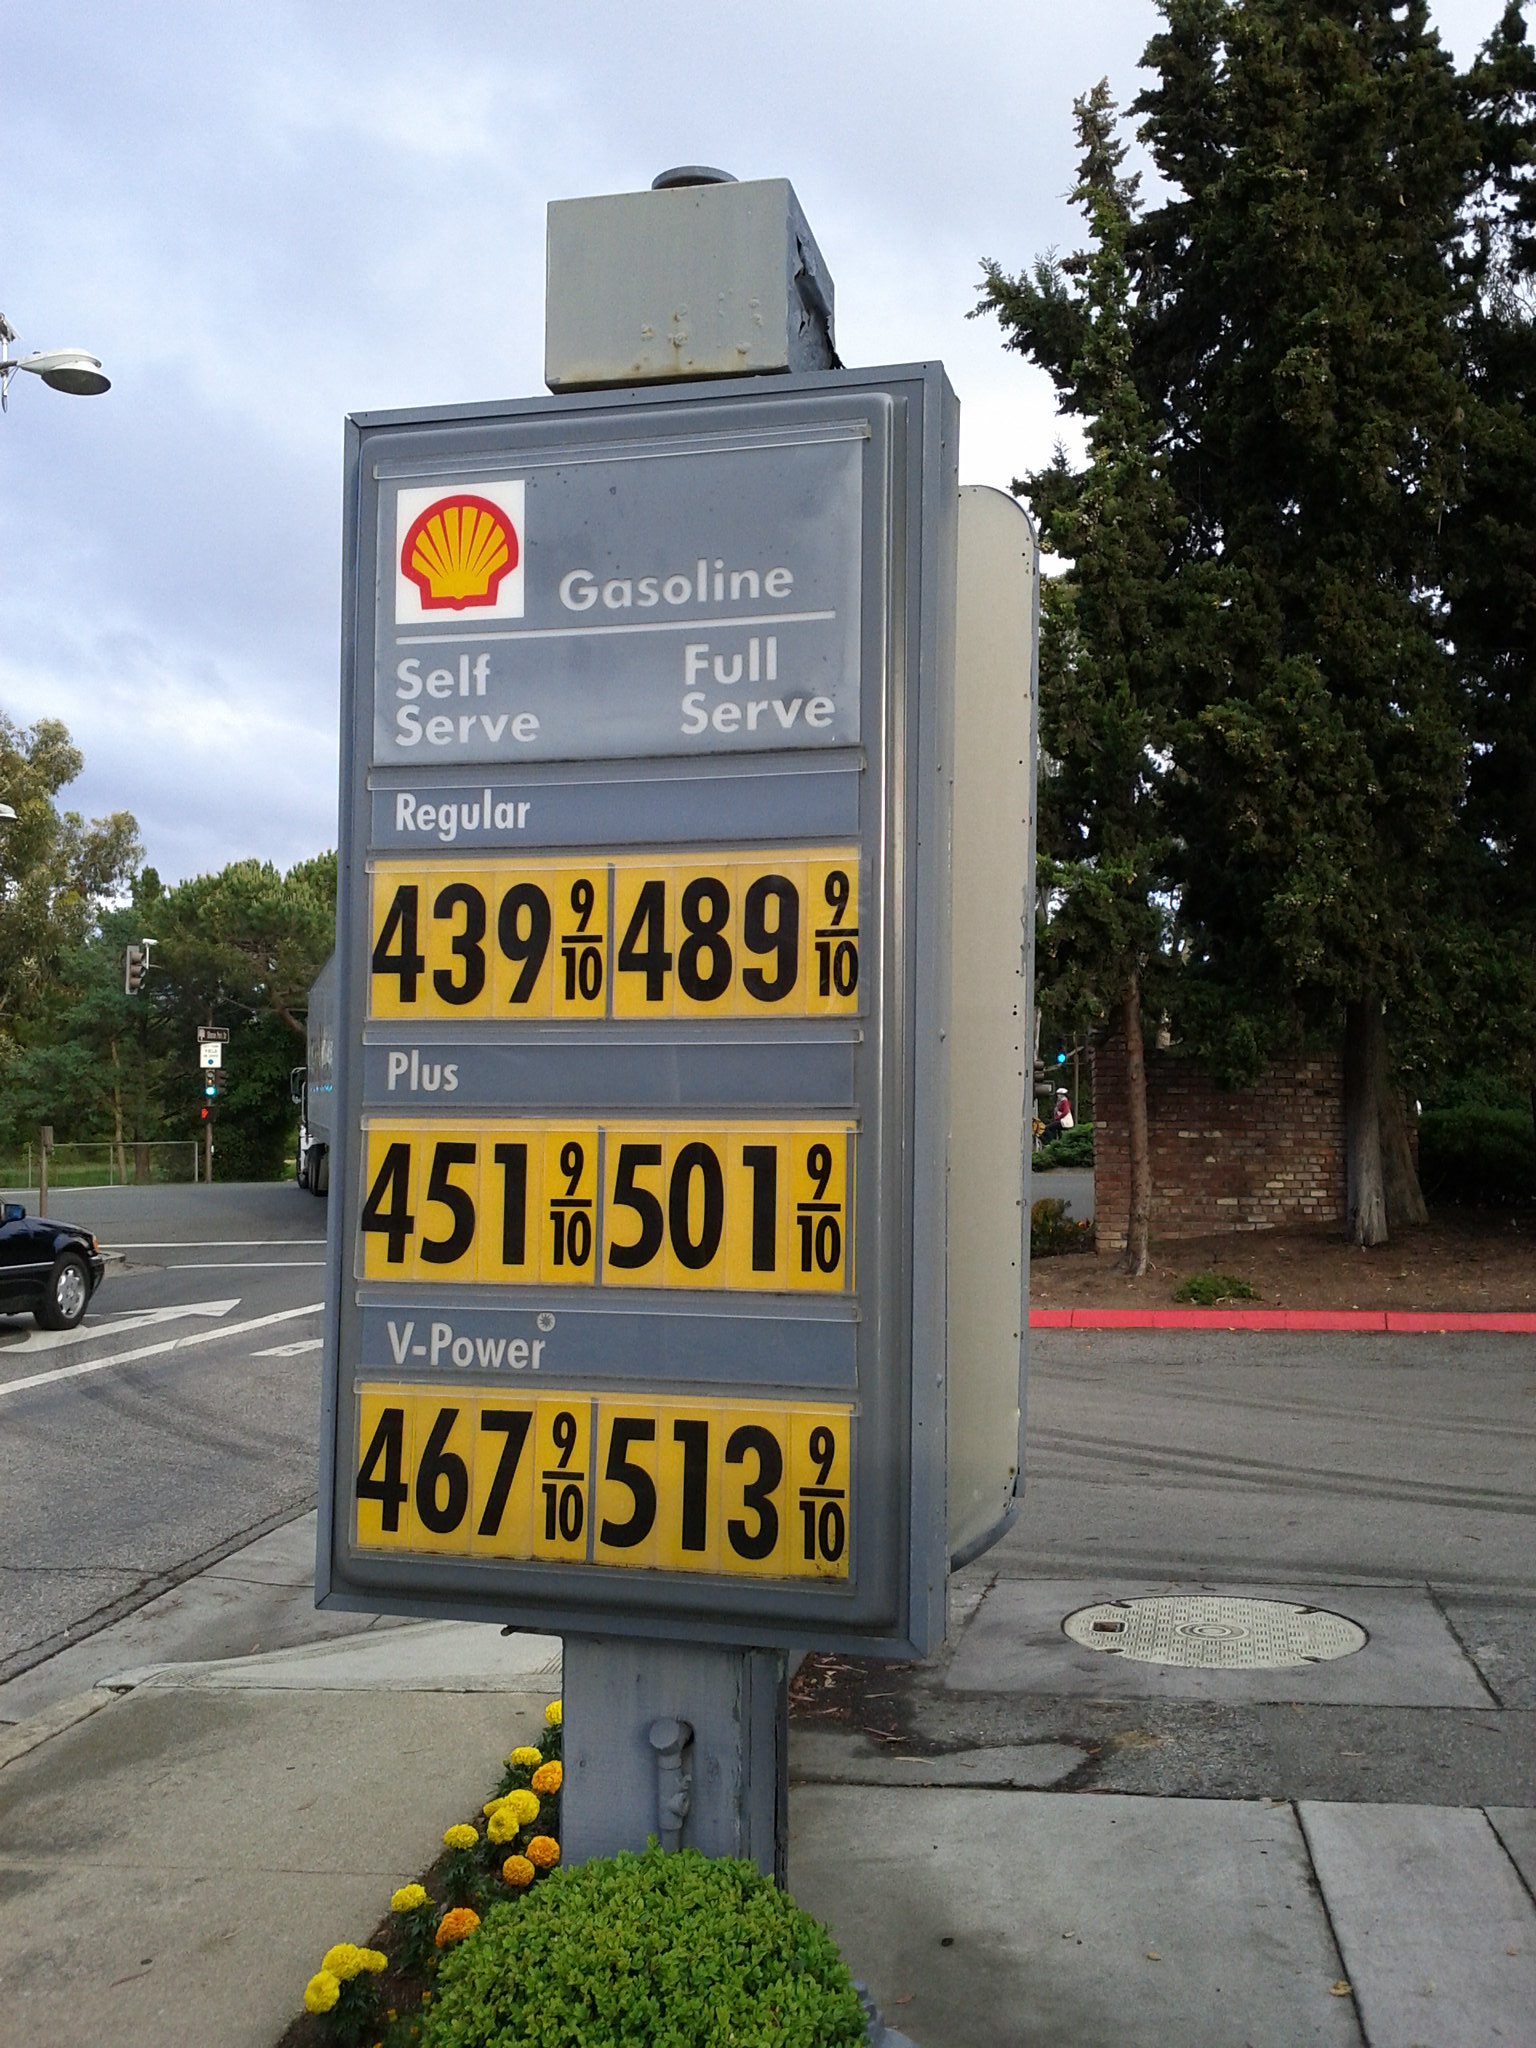 Gasoline
Self Serve
Full Serve
Regular
439 9/10 489 9/10
Plus
451 9/10 501 9/10
V-Power
467 9/10 513 9/10